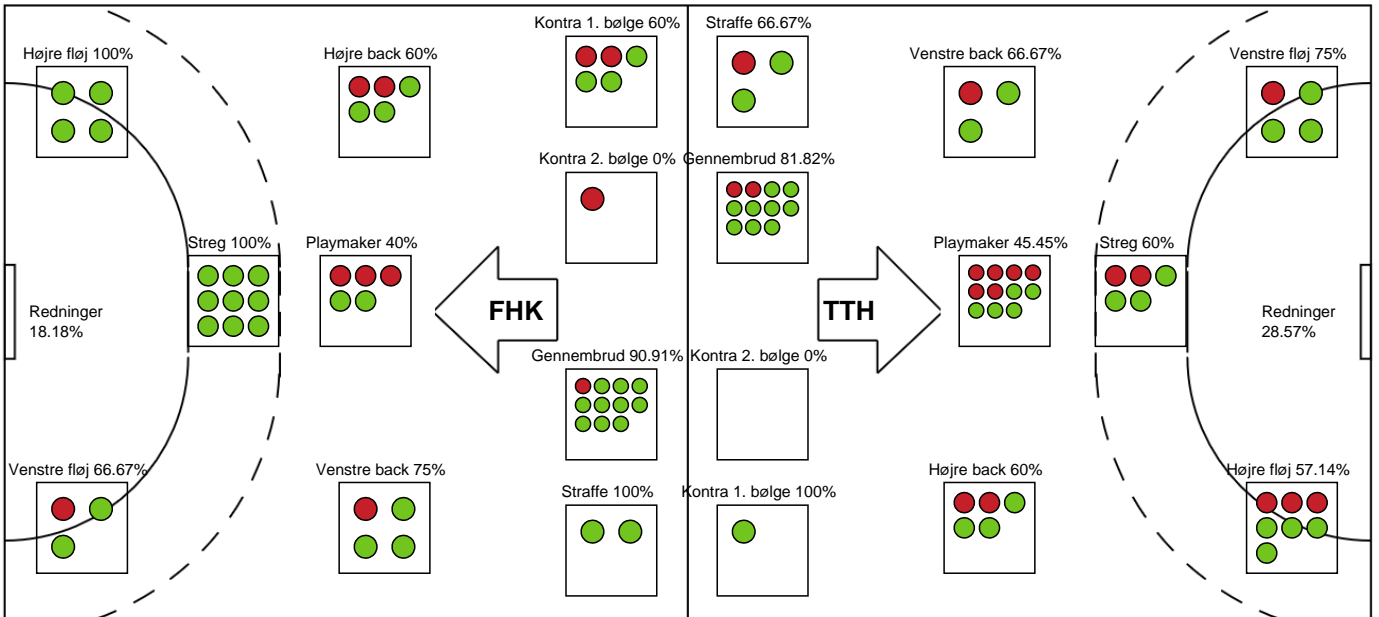 Kontra 1. bølge 60%
Straffe 66.67%
Højre fløj 100%
Højre back 60%
Venstre back 66.67%
Venstre fløj 75%
Kontra 2. bølge 0%
Gennembrud 81.82%
Streg 100%
Playmaker 40%
Playmaker 45.45%
Streg 60%
FHK
TTH
Redninger
18.18%
Redninger
28.57%
Gennembrud 90.91%
Kontra 2. bølge 0%
Venstre fløj 66.67%
Venstre back 75%
Højre back 60%
Højre fløj 57.14%
Straffe 100%
Kontra 1. bølge 100%